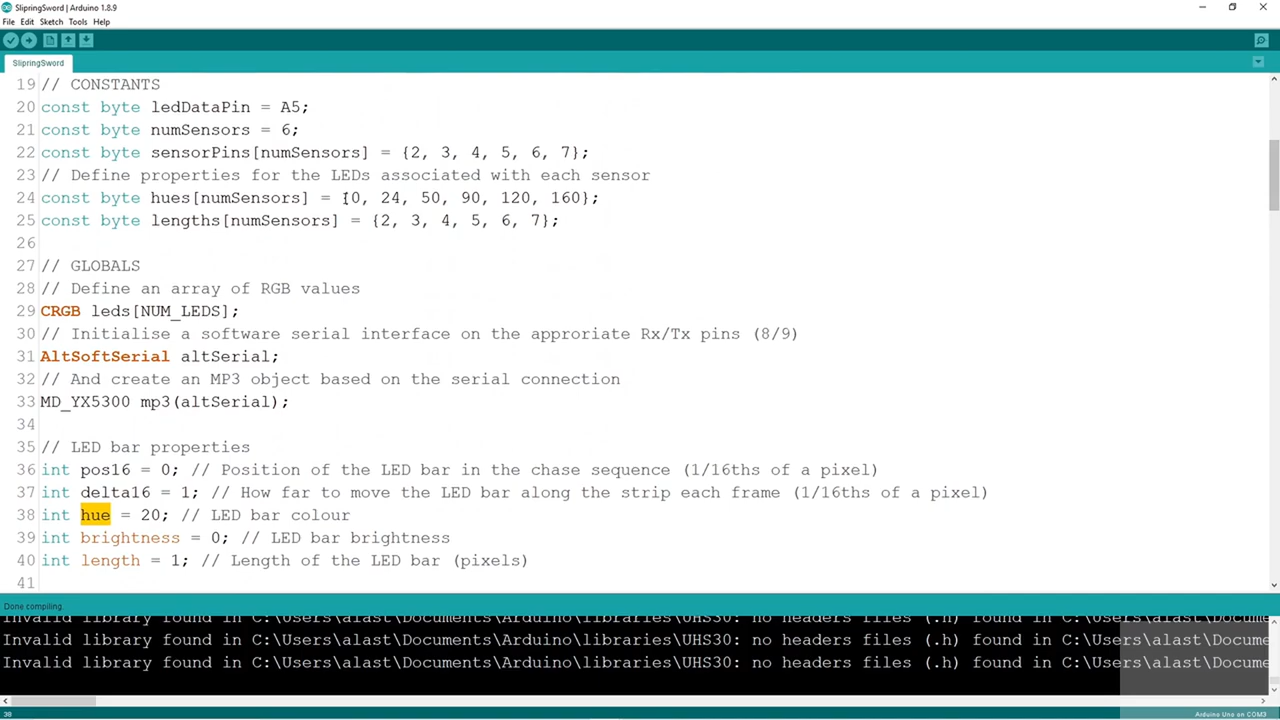 SlipringSword | Arduino 1.8.9
File Edit Sketch Tools Help
SlipringSword
19 // CONSTANTS
20 const byte ledDataPin = A5;
21 const byte numSensors = 6;
22 const byte sensorPins[numSensors] = {2, 3, 4, 5, 6, 7};
23 // Define properties for the LEDs associated with each sensor
24 const byte hues[numSensors] = {0, 24, 50, 90, 120, 160};
25 const byte lengths[numSensors] = {2, 3, 4, 5, 6, 7};
26
27 // GLOBALS
28 // Define an array of RGB values
29 CRGB leds[NUM_LEDS];
30 // Initialise a software serial interface on the approriate Rx/Tx pins (8/9)
31 AltSoftSerial altSerial;
32 // And create an MP3 object based on the serial connection
33 MD_YX5300 mp3(altSerial);
34
35 // LED bar properties
36 int pos16 = 0; // Position of the LED bar in the chase sequence (1/16ths of a pixel)
37 int delta16 = 1; // How far to move the LED bar along the strip each frame (1/16ths of a pixel)
38 int hue = 20; // LED bar colour
39 int brightness = 0; // LED bar brightness
40 int length = 1; // Length of the LED bar (pixels)
41
Done compiling.
Invalid library found in C:\Users\alast\Documents\Arduino\libraries\UHS30: no headers files (.h) found in C:\Users\alast\Docume
Invalid library found in C:\Users\alast\Documents\Arduino\libraries\UHS30: no headers files (.h) found in C:\Users\alast\Docume
Invalid library found in C:\Users\alast\Documents\Arduino\libraries\UHS30: no headers files (.h) found in C:\Users\alast\Docume
38 Arduino Uno on COM3